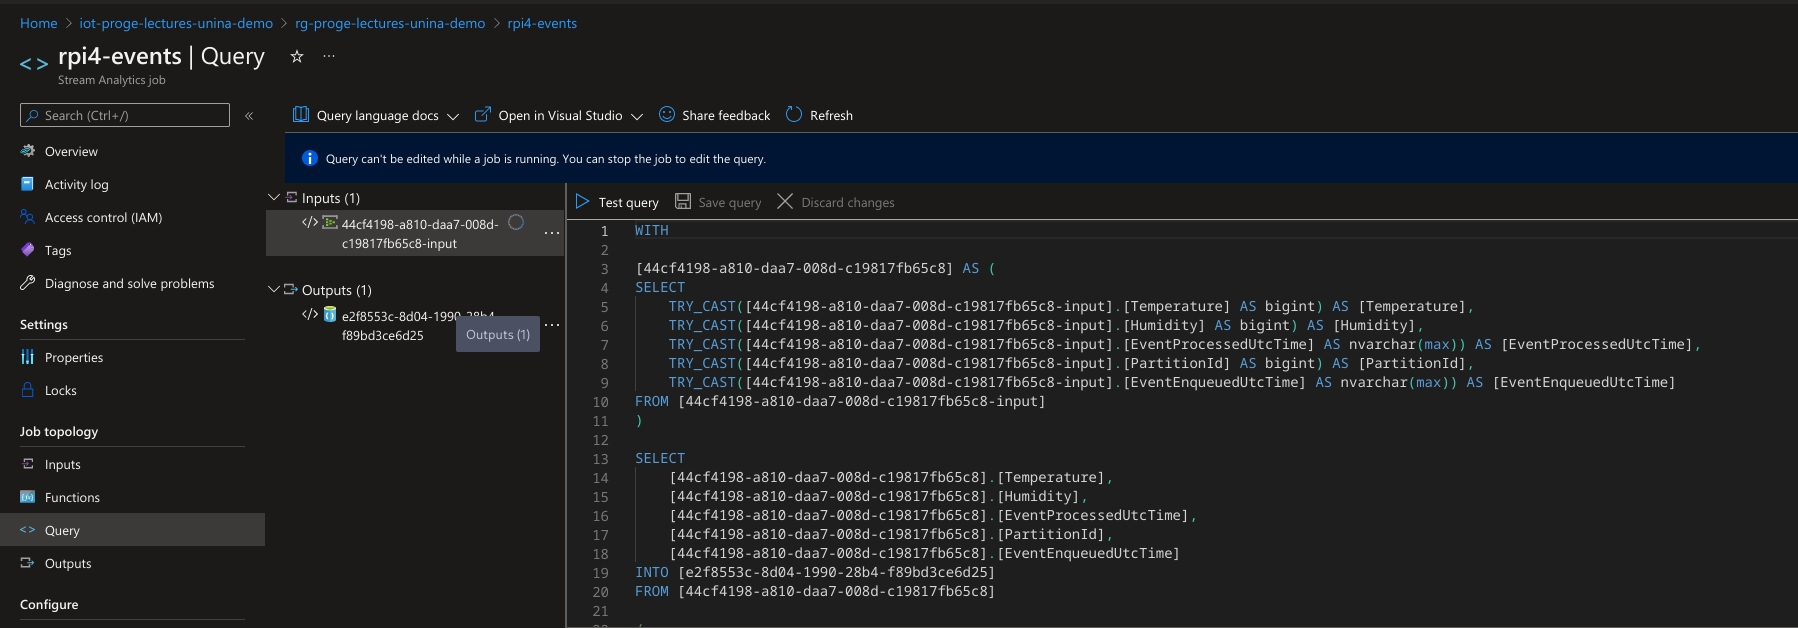 Home > iot-proge-lectures-unina-demo > rg-proge-lectures-unina-demo > rpi4-events
<> rpi4-events | Query ☆ ...
Stream Analytics job
Search (Ctrl+/) «
Overview
Activity log
Access control (IAM)
Tags
Diagnose and solve problems
Settings
Properties
Locks
Job topology
Inputs
Functions
<> Query
Outputs
Configure
Query language docs Open in Visual Studio Share feedback Refresh
Query can't be edited while a job is running. You can stop the job to edit the query.
Inputs (1)
</> 44cf4198-a810-daa7-008d-
c19817fb65c8-input ...
Outputs (1)
</> e2f8553c-8d04-1990-28b4-
f89bd3ce6d25 ...
Outputs (1)
Test query Save query Discard changes
1 WITH
2
3 [44cf4198-a810-daa7-008d-c19817fb65c8] AS (
4 SELECT
5 TRY_CAST([44cf4198-a810-daa7-008d-c19817fb65c8-input].[Temperature] AS bigint) AS [Temperature],
6 TRY_CAST([44cf4198-a810-daa7-008d-c19817fb65c8-input].[Humidity] AS bigint) AS [Humidity],
7 TRY_CAST([44cf4198-a810-daa7-008d-c19817fb65c8-input].[EventProcessedUtcTime] AS nvarchar(max)) AS [EventProcessedUtcTime],
8 TRY_CAST([44cf4198-a810-daa7-008d-c19817fb65c8-input].[PartitionId] AS bigint) AS [PartitionId],
9 TRY_CAST([44cf4198-a810-daa7-008d-c19817fb65c8-input].[EventEnqueuedUtcTime] AS nvarchar(max)) AS [EventEnqueuedUtcTime]
10 FROM [44cf4198-a810-daa7-008d-c19817fb65c8-input]
11 )
12
13 SELECT
14 [44cf4198-a810-daa7-008d-c19817fb65c8].[Temperature],
15 [44cf4198-a810-daa7-008d-c19817fb65c8].[Humidity],
16 [44cf4198-a810-daa7-008d-c19817fb65c8].[EventProcessedUtcTime],
17 [44cf4198-a810-daa7-008d-c19817fb65c8].[PartitionId],
18 [44cf4198-a810-daa7-008d-c19817fb65c8].[EventEnqueuedUtcTime]
19 INTO [e2f8553c-8d04-1990-28b4-f89bd3ce6d25]
20 FROM [44cf4198-a810-daa7-008d-c19817fb65c8]
21